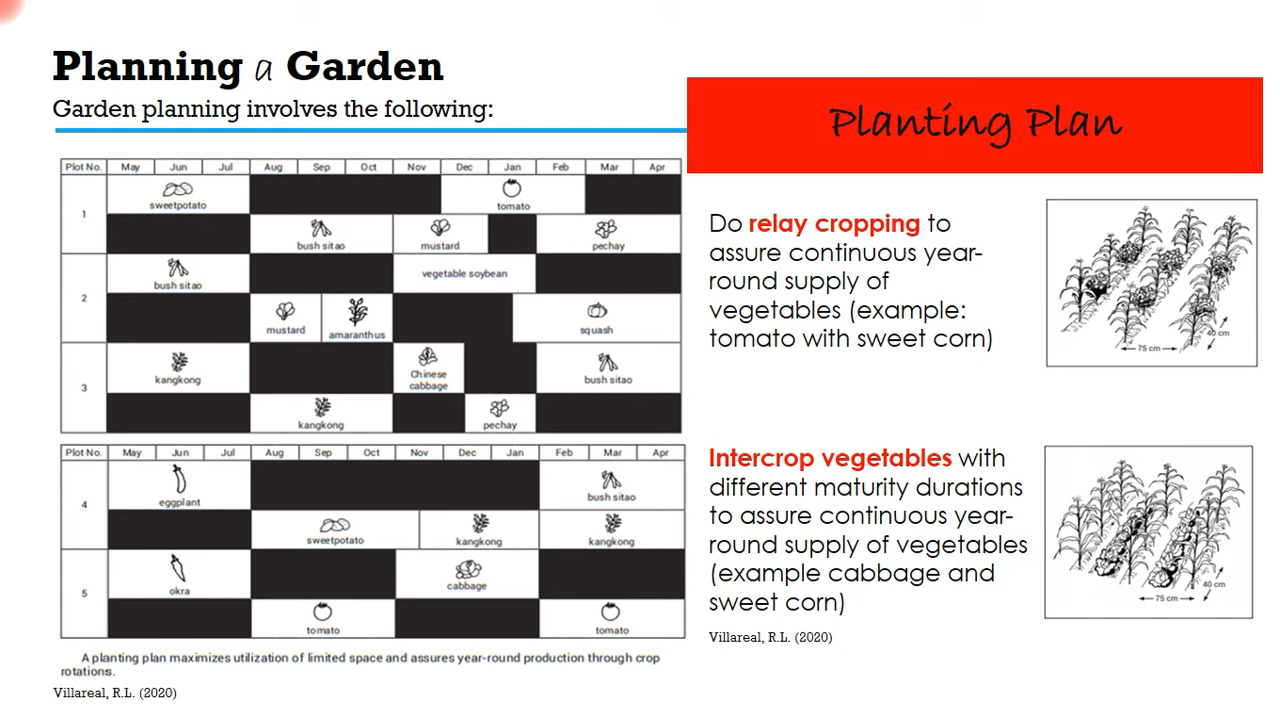 Planning a Garden
Garden planning involves the following:
Planting Plan
Plot No. May Jun Jul Aug Sep Oct Nov Dec Jan Feb Mar Apr
1
sweetpotato
tomato
bush sitao
mustard
pechay
2
bush sitao
vegetable soybean
mustard
amaranthus
squash
3
kangkong
Chinese
cabbage
bush sitao
kangkong
pechay
Plot No. May Jun Jul Aug Sep Oct Nov Dec Jan Feb Mar Apr
4
eggplant
bush sitao
sweetpotato
kangkong
kangkong
5
okra
cabbage
tomato
tomato
A planting plan maximizes utilization of limited space and assures year-round production through crop
rotations.
Villareal, R.L. (2020)
Do relay cropping to
assure continuous year-
round supply of
vegetables (example:
tomato with sweet corn)
75 cm
40 cm
Intercrop vegetables with
different maturity durations
to assure continuous year-
round supply of vegetables
(example cabbage and
sweet corn)
75 cm
40 cm
Villareal, R.L. (2020)